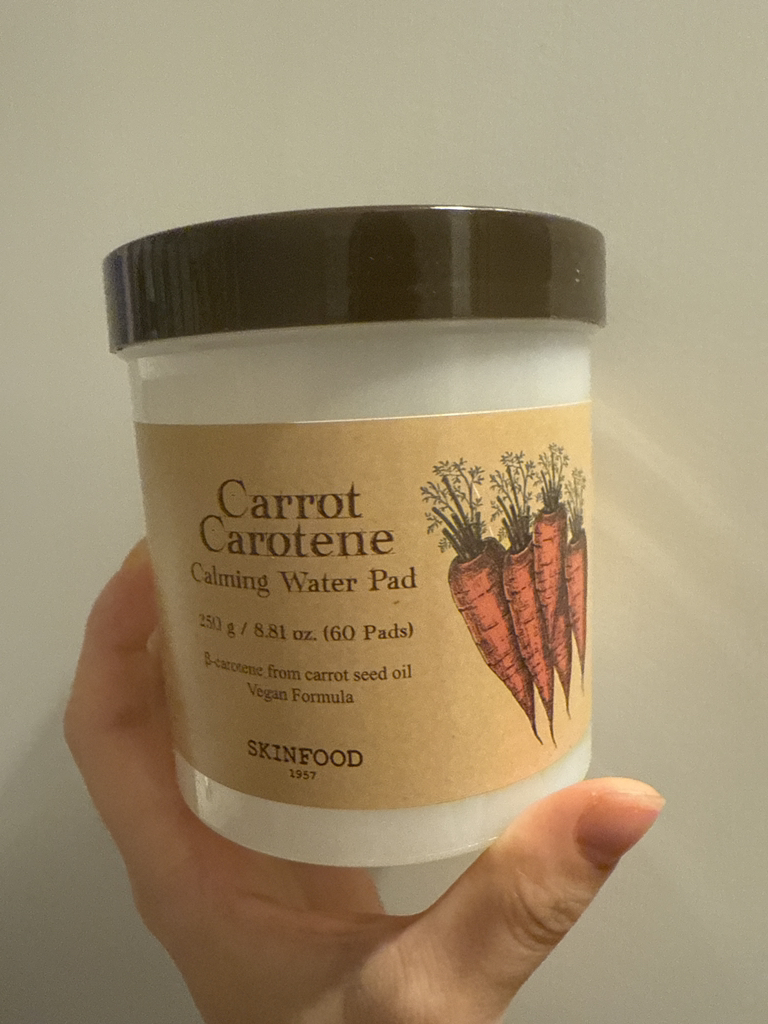 Carrot
Carotene
Calming Water Pad
250 g / 8.81 oz. (60 Pads)
β-carotene from carrot seed oil
Vegan Formula
SKINFOOD
1957